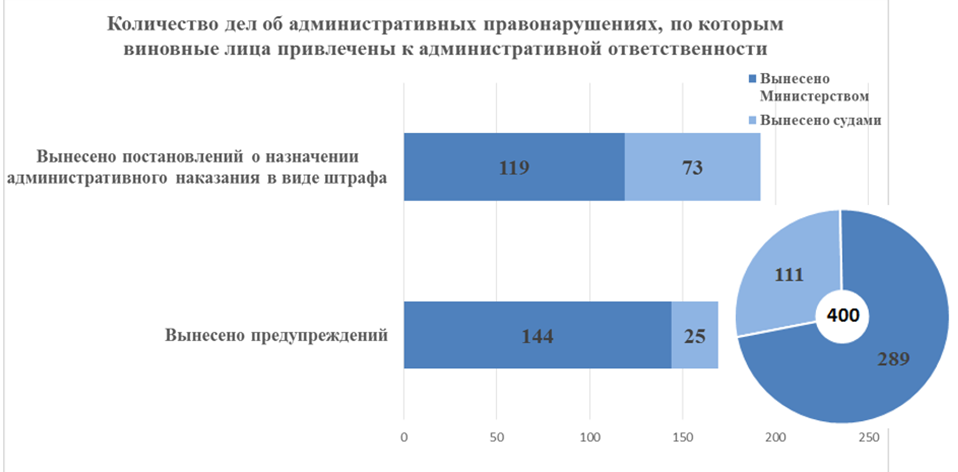 Количество дел об административных правонарушениях, по которым
виновные лица привлечены к административной ответственности
Вынесено
Министерством
Вынесено судами
Вынесено постановлений о назначении
административного наказания в виде штрафа
119
73
Вынесено предупреждений
144
25
111
400
289
0
50
100
150
200
250